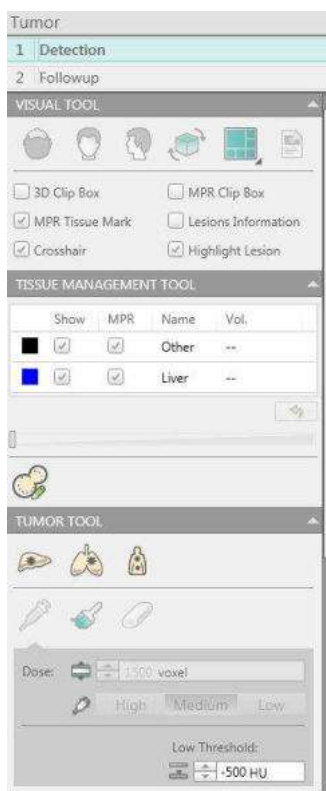 Tumor
1 Detection
2 Followup
VISUAL TOOL
3D Clip Box MPR Clip Box
MPR Tissue Mark Lesions Information
Crosshair Highlight Lesion
TISSUE MANAGEMENT TOOL
Show MPR Name Vol.
Other --
Liver --
TUMOR TOOL
Dose: 1500 voxel
High Medium Low
Low Threshold:
-500 HU